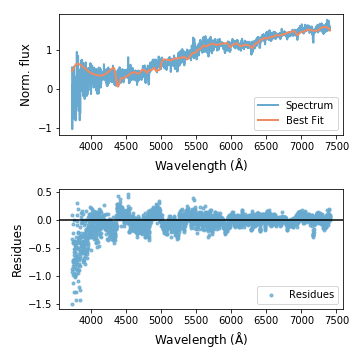 Norm. flux
1
0
−1
Spectrum
Best Fit
4000 4500 5000 5500 6000 6500 7000 7500
Wavelength (Å)
Residues
0.5
0.0
−0.5
−1.0
−1.5
Residues
4000 4500 5000 5500 6000 6500 7000 7500
Wavelength (Å)